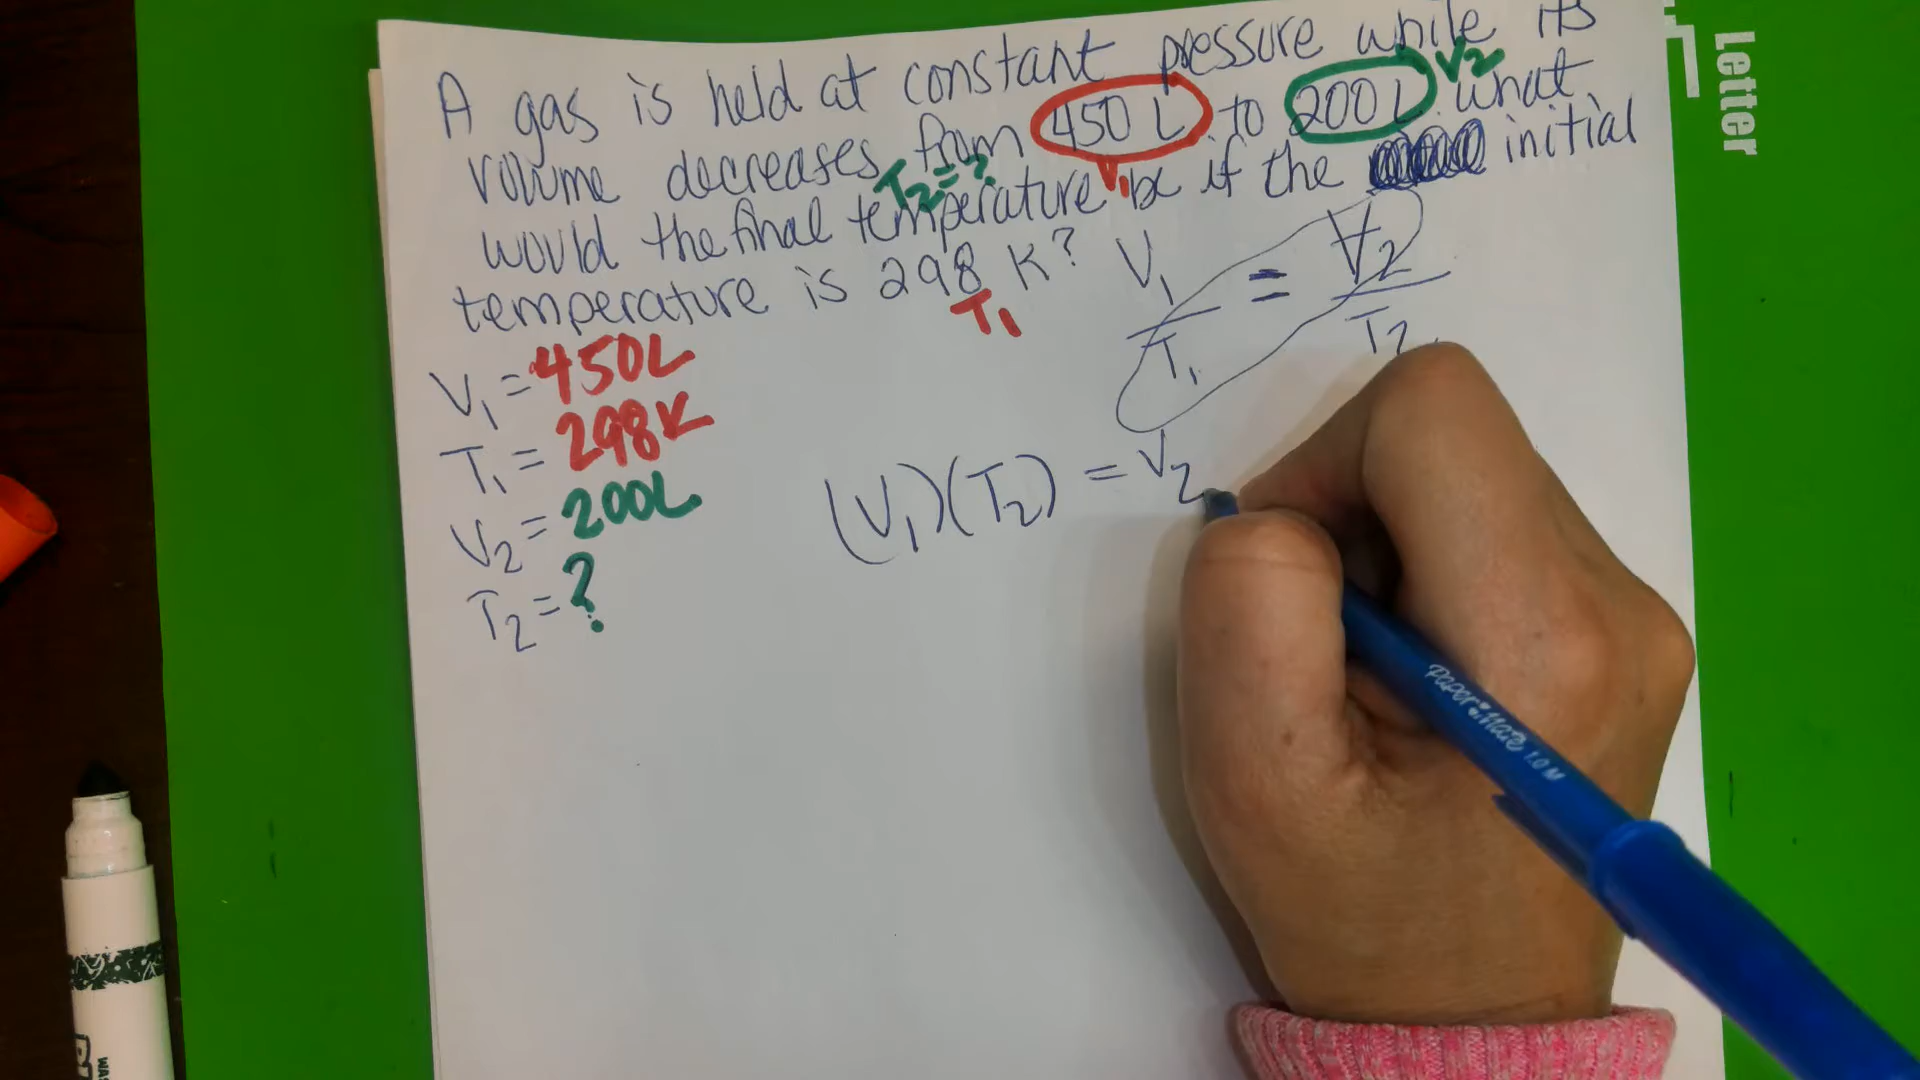 A gas is held at constant pressure while its
volume decreases from 450 L to 200 L. what
V2
T2=?
V1
would the final temperature be if the initial
temperature is 298 K?
T1
V1/T1 = V2/T2
V1 = 450L
T1 = 298K
V2 = 200L
T2 = ?
(V1)(T2) = V2
Letter
Paper:Mate 1.0 M